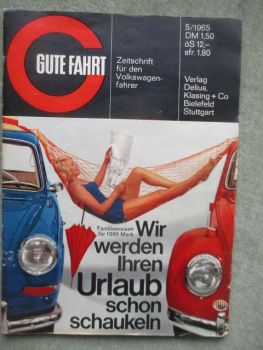 GUTE FAHRT
Zeitschrift
für den
Volkswagen-
fahrer
5/1965
DM 1.50
öS 12,–
sfr. 1,80
Verlag
Delius,
Klasing + Co
Bielefeld
Stuttgart
Familienreisen
für 1000 Mark
Wir
werden
Ihren
Urlaub
schon
schaukeln